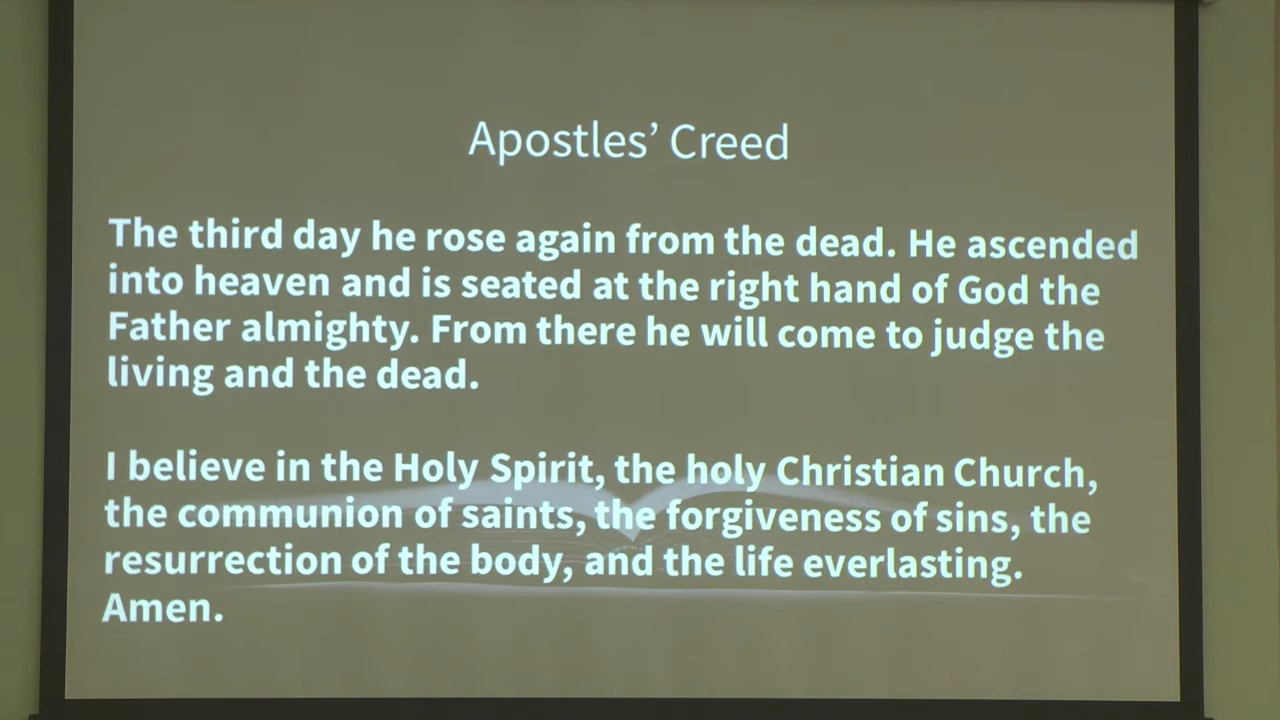 Apostles’ Creed
The third day he rose again from the dead. He ascended
into heaven and is seated at the right hand of God the
Father almighty. From there he will come to judge the
living and the dead.
I believe in the Holy Spirit, the holy Christian Church,
the communion of saints, the forgiveness of sins, the
resurrection of the body, and the life everlasting.
Amen.